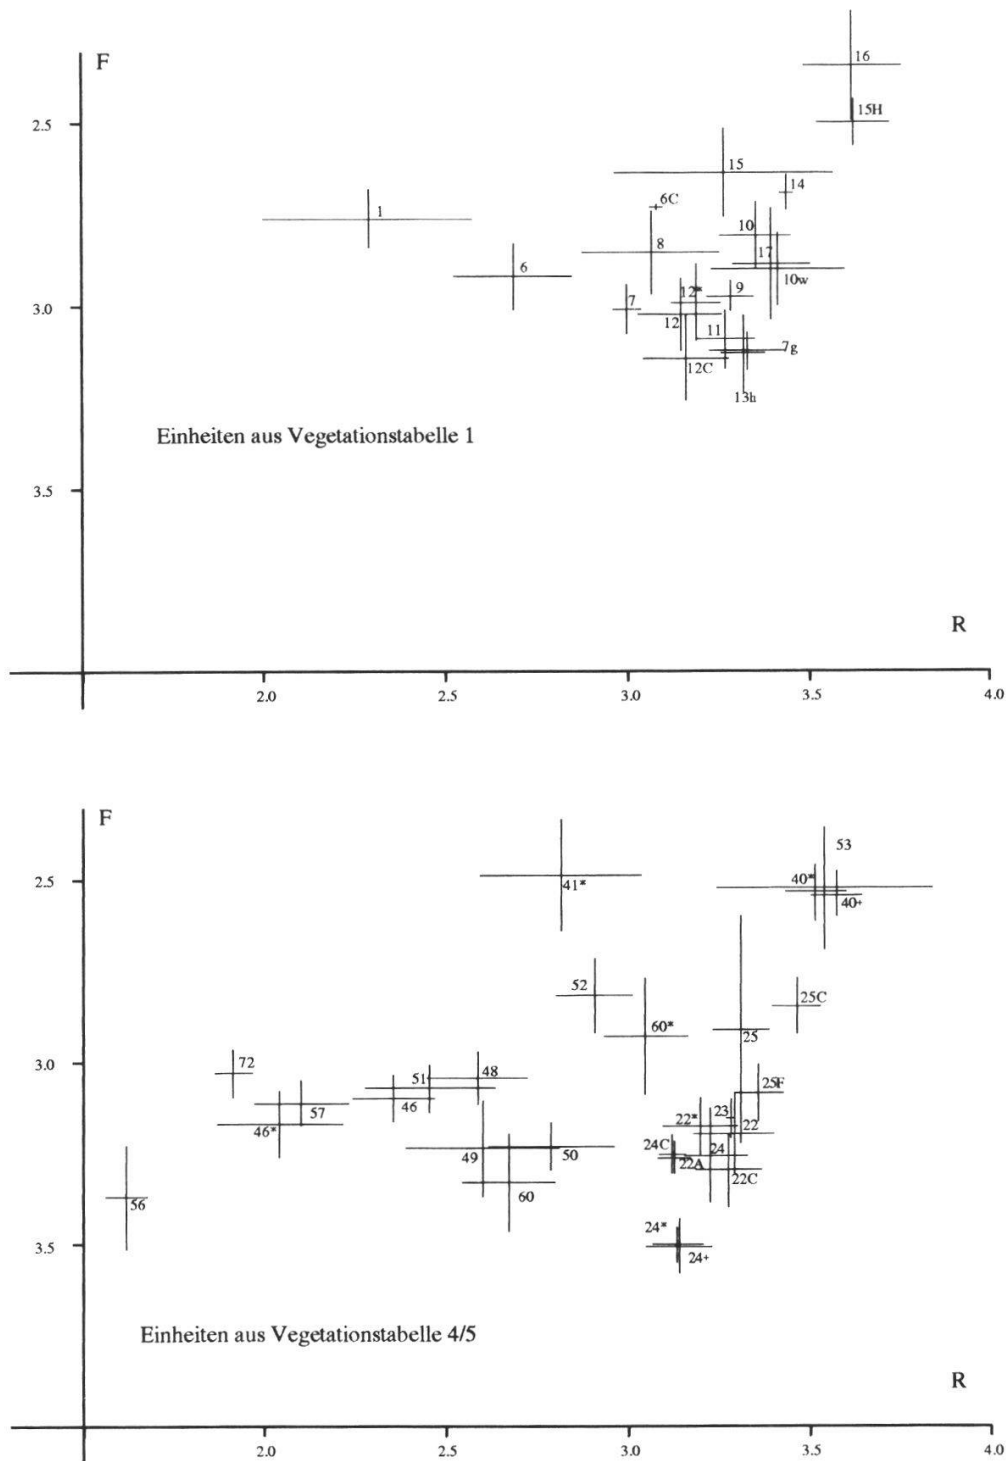 F
16
15H
2.5
15
14
6C
1
10
8
17
6
10w
12* 9
3.0
7
12
11
7g
12C
13h
Einheiten aus Vegetationstabelle 1
3.5
R
2.0 2.5 3.0 3.5 4.0
F
53
2.5
41* 40*
40+
52
25C
60*
25
3.0
72
51 48
25F
46
57 23
22* 22
46*
24C 24
49 50
22A
22C
60
56
24*
3.5
24+
Einheiten aus Vegetationstabelle 4/5
R
2.0 2.5 3.0 3.5 4.0